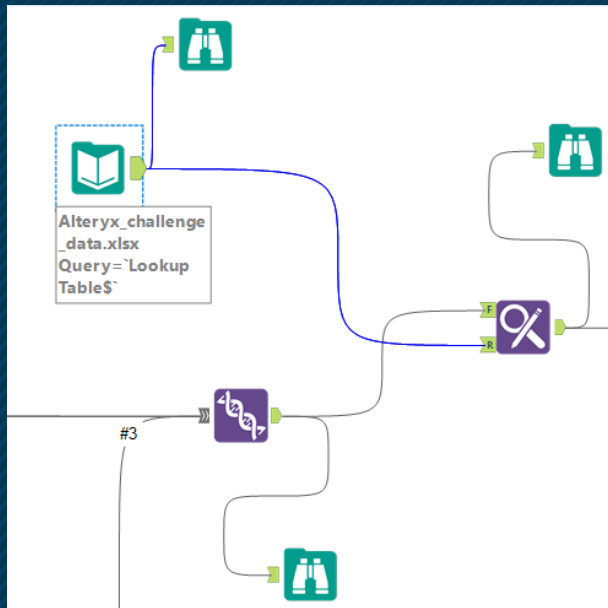 Alteryx_challenge
_data.xlsx
Query=`Lookup
Table$`
F
R
#3